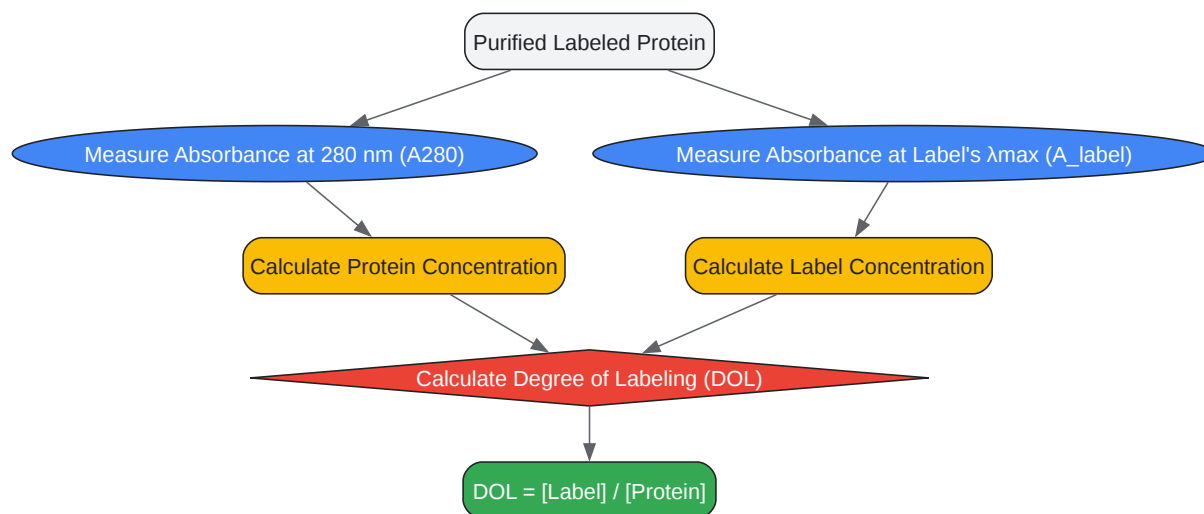 Purified Labeled Protein
Measure Absorbance at 280 nm (A280)
Measure Absorbance at Label's λmax (A_label)
Calculate Protein Concentration
Calculate Label Concentration
Calculate Degree of Labeling (DOL)
DOL = [Label] / [Protein]